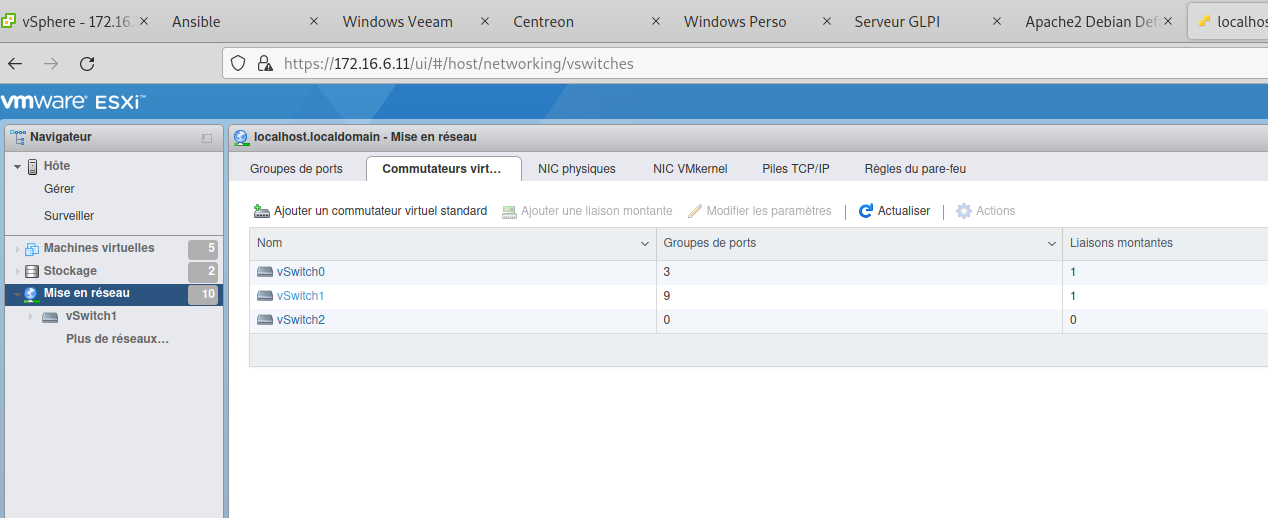 vSphere - 172.16. Ansible Windows Veeam Centreon Windows Perso Serveur GLPI Apache2 Debian Def localhos
https://172.16.6.11/ui/#/host/networking/vswitches
vmware ESXi™
Navigateur
Hôte
Gérer
Surveiller
Machines virtuelles 5
Stockage 2
Mise en réseau 10
vSwitch1
Plus de réseaux…
localhost.localdomain - Mise en réseau
Groupes de ports Commutateurs virt… NIC physiques NIC VMkernel Piles TCP/IP Règles du pare-feu
Ajouter un commutateur virtuel standard Ajouter une liaison montante Modifier les paramètres Actualiser Actions
Nom Groupes de ports Liaisons montantes
vSwitch0 3 1
vSwitch1 9 1
vSwitch2 0 0